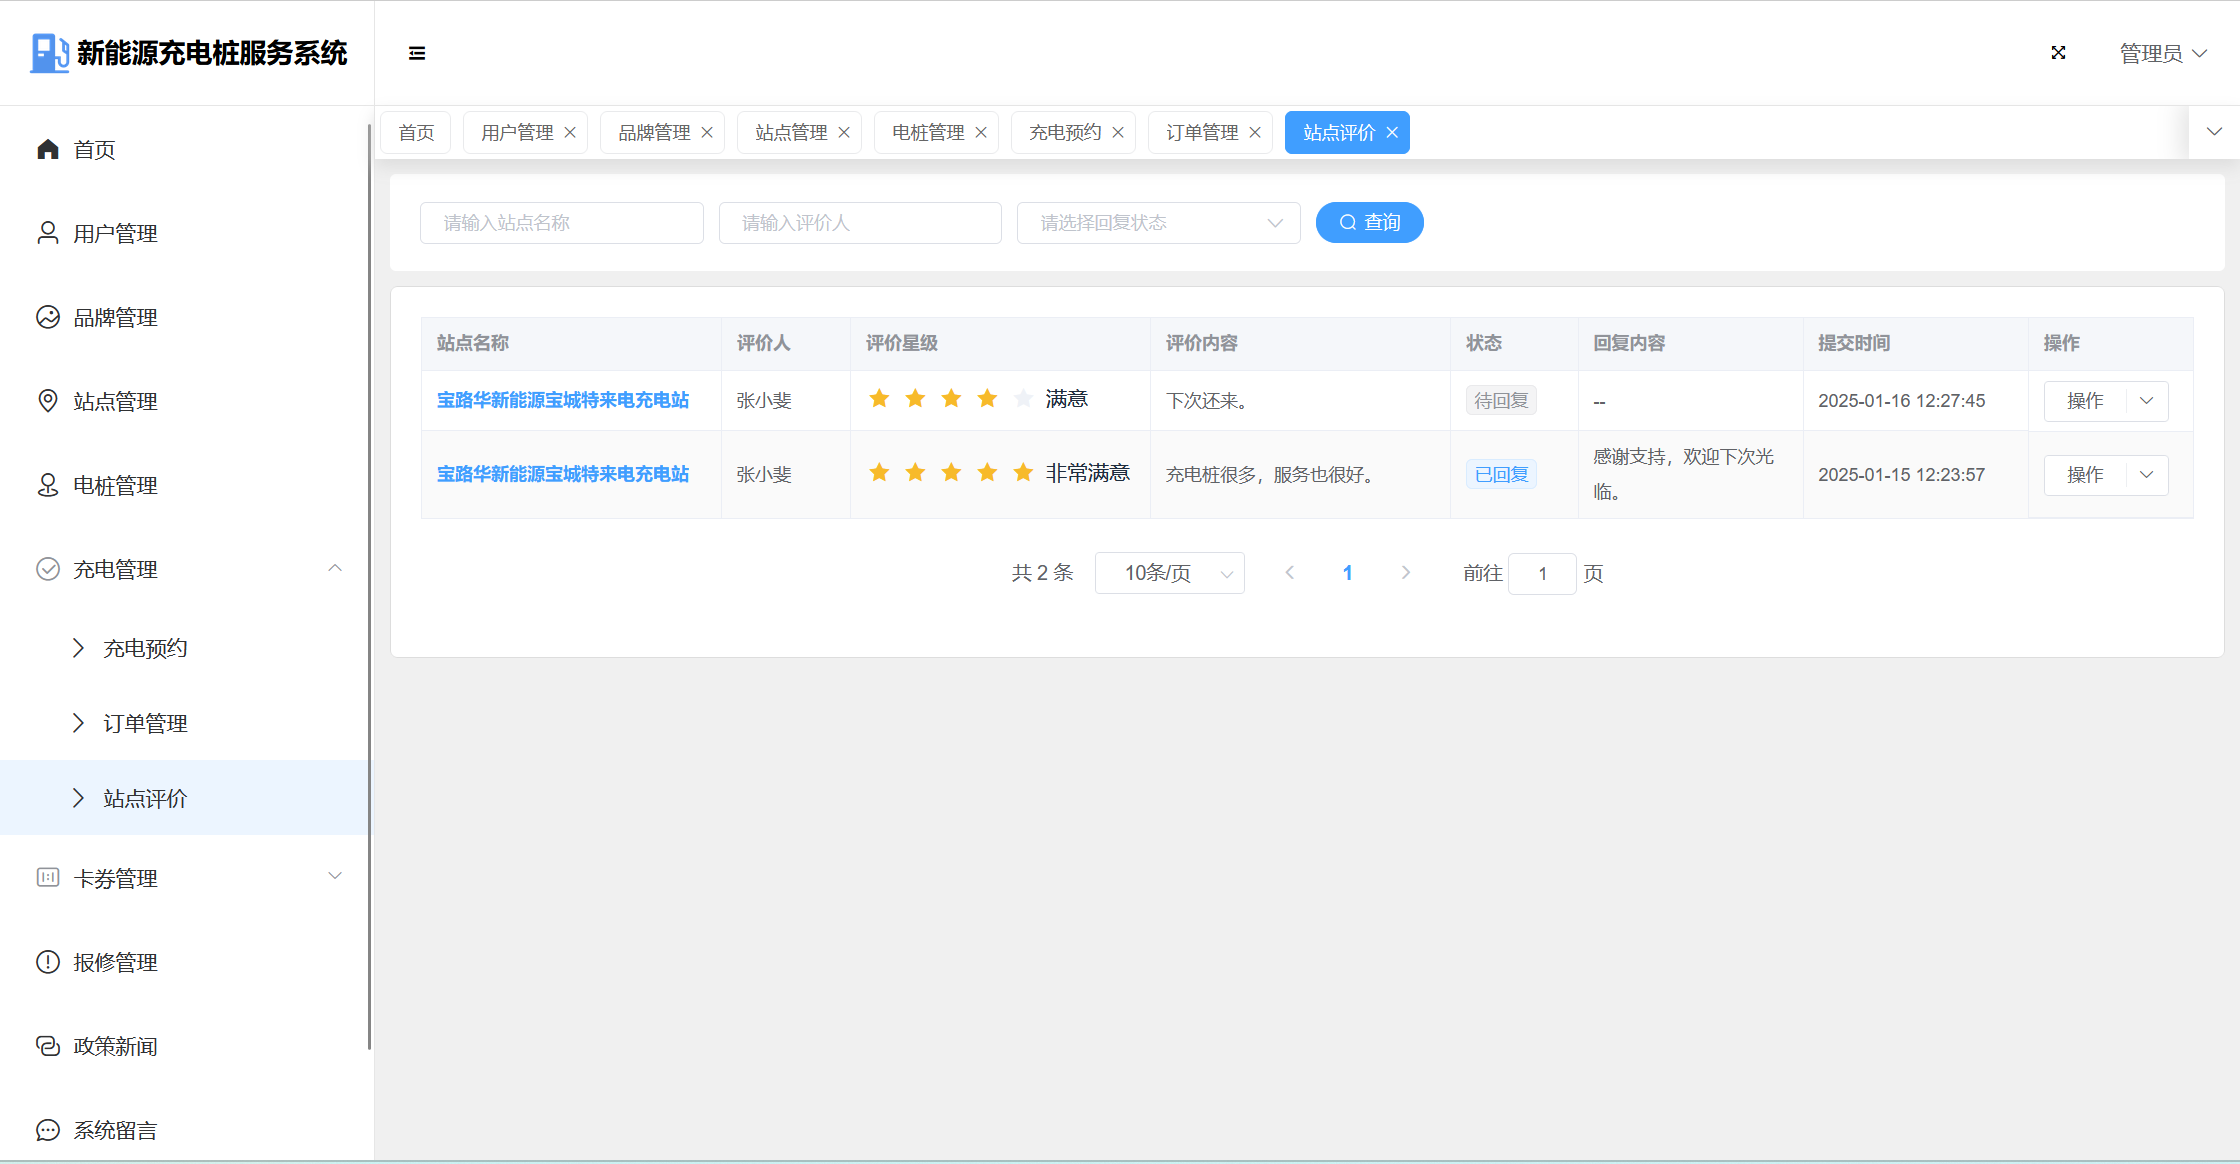 新能源充电桩服务系统
管理员
首页
用户管理
品牌管理
站点管理
电桩管理
充电管理
充电预约
订单管理
站点评价
卡券管理
报修管理
政策新闻
系统留言
首页 用户管理 品牌管理 站点管理 电桩管理 充电预约 订单管理 站点评价
请输入站点名称 请输入评价人 请选择回复状态 查询
站点名称 评价人 评价星级 评价内容 状态 回复内容 提交时间 操作
宝路华新能源宝城特来电充电站 张小斐 满意 下次还来。 待回复 -- 2025-01-16 12:27:45 操作
宝路华新能源宝城特来电充电站 张小斐 非常满意 充电桩很多，服务也很好。 已回复 感谢支持，欢迎下次光 2025-01-15 12:23:57 操作
临。
共 2 条 10条/页 1 前往 1 页